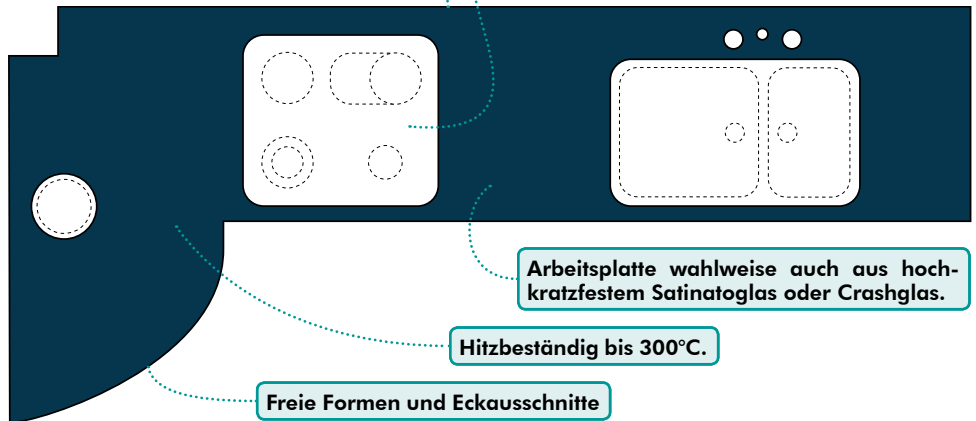 Arbeitsplatte wahlweise auch aus hoch-
kratzfestem Satinatoglas oder Crashglas.
Hitzbeständig bis 300°C.
Freie Formen und Eckausschnitte